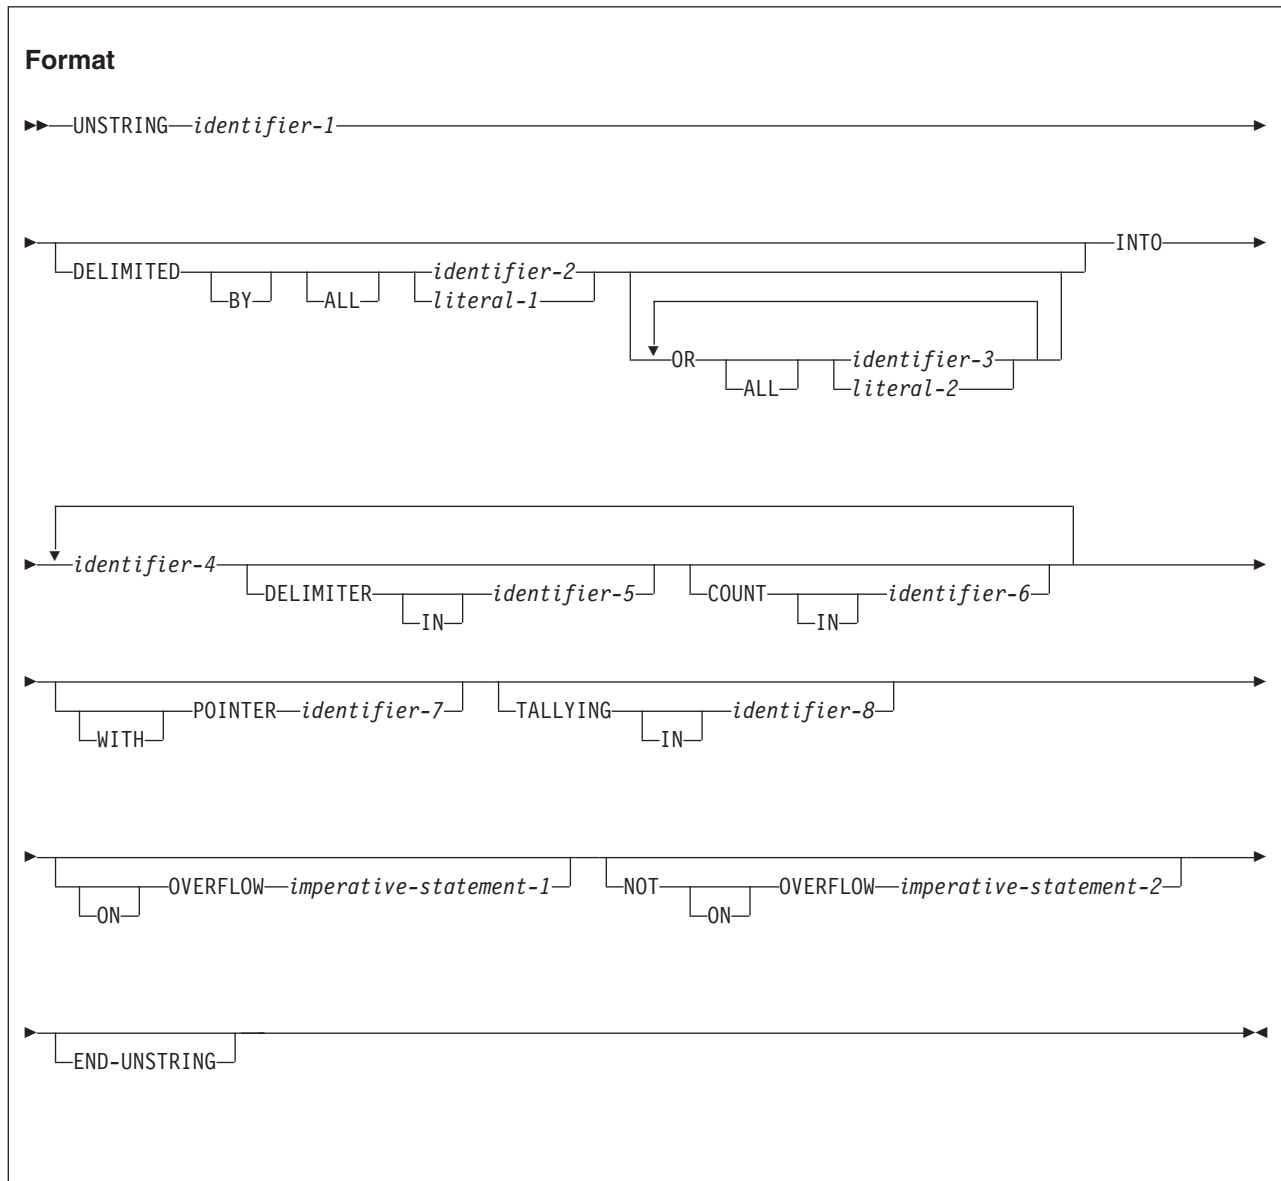 Format
UNSTRING identifier-1
INTO
DELIMITED identifier-2
BY ALL literal-1
OR identifier-3
ALL literal-2
identifier-4
DELIMITER identifier-5 COUNT identifier-6
IN IN
POINTER identifier-7 TALLYING identifier-8
WITH IN
OVERFLOW imperative-statement-1 NOT OVERFLOW imperative-statement-2
ON ON
END-UNSTRING